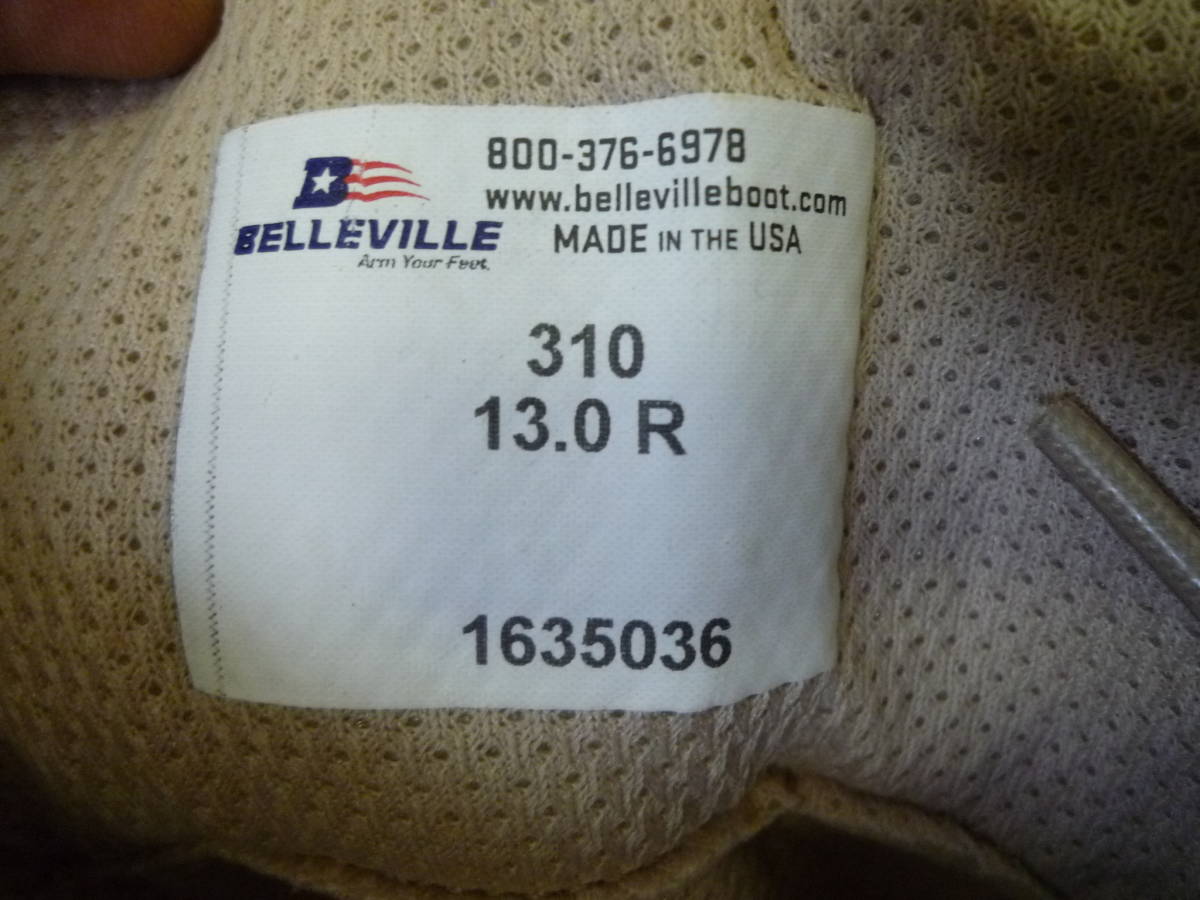 B
BELLEVILLE
Arm Your Feet.
800-376-6978
www.bellevilleboot.com
MADE IN THE USA
310
13.0 R
1635036